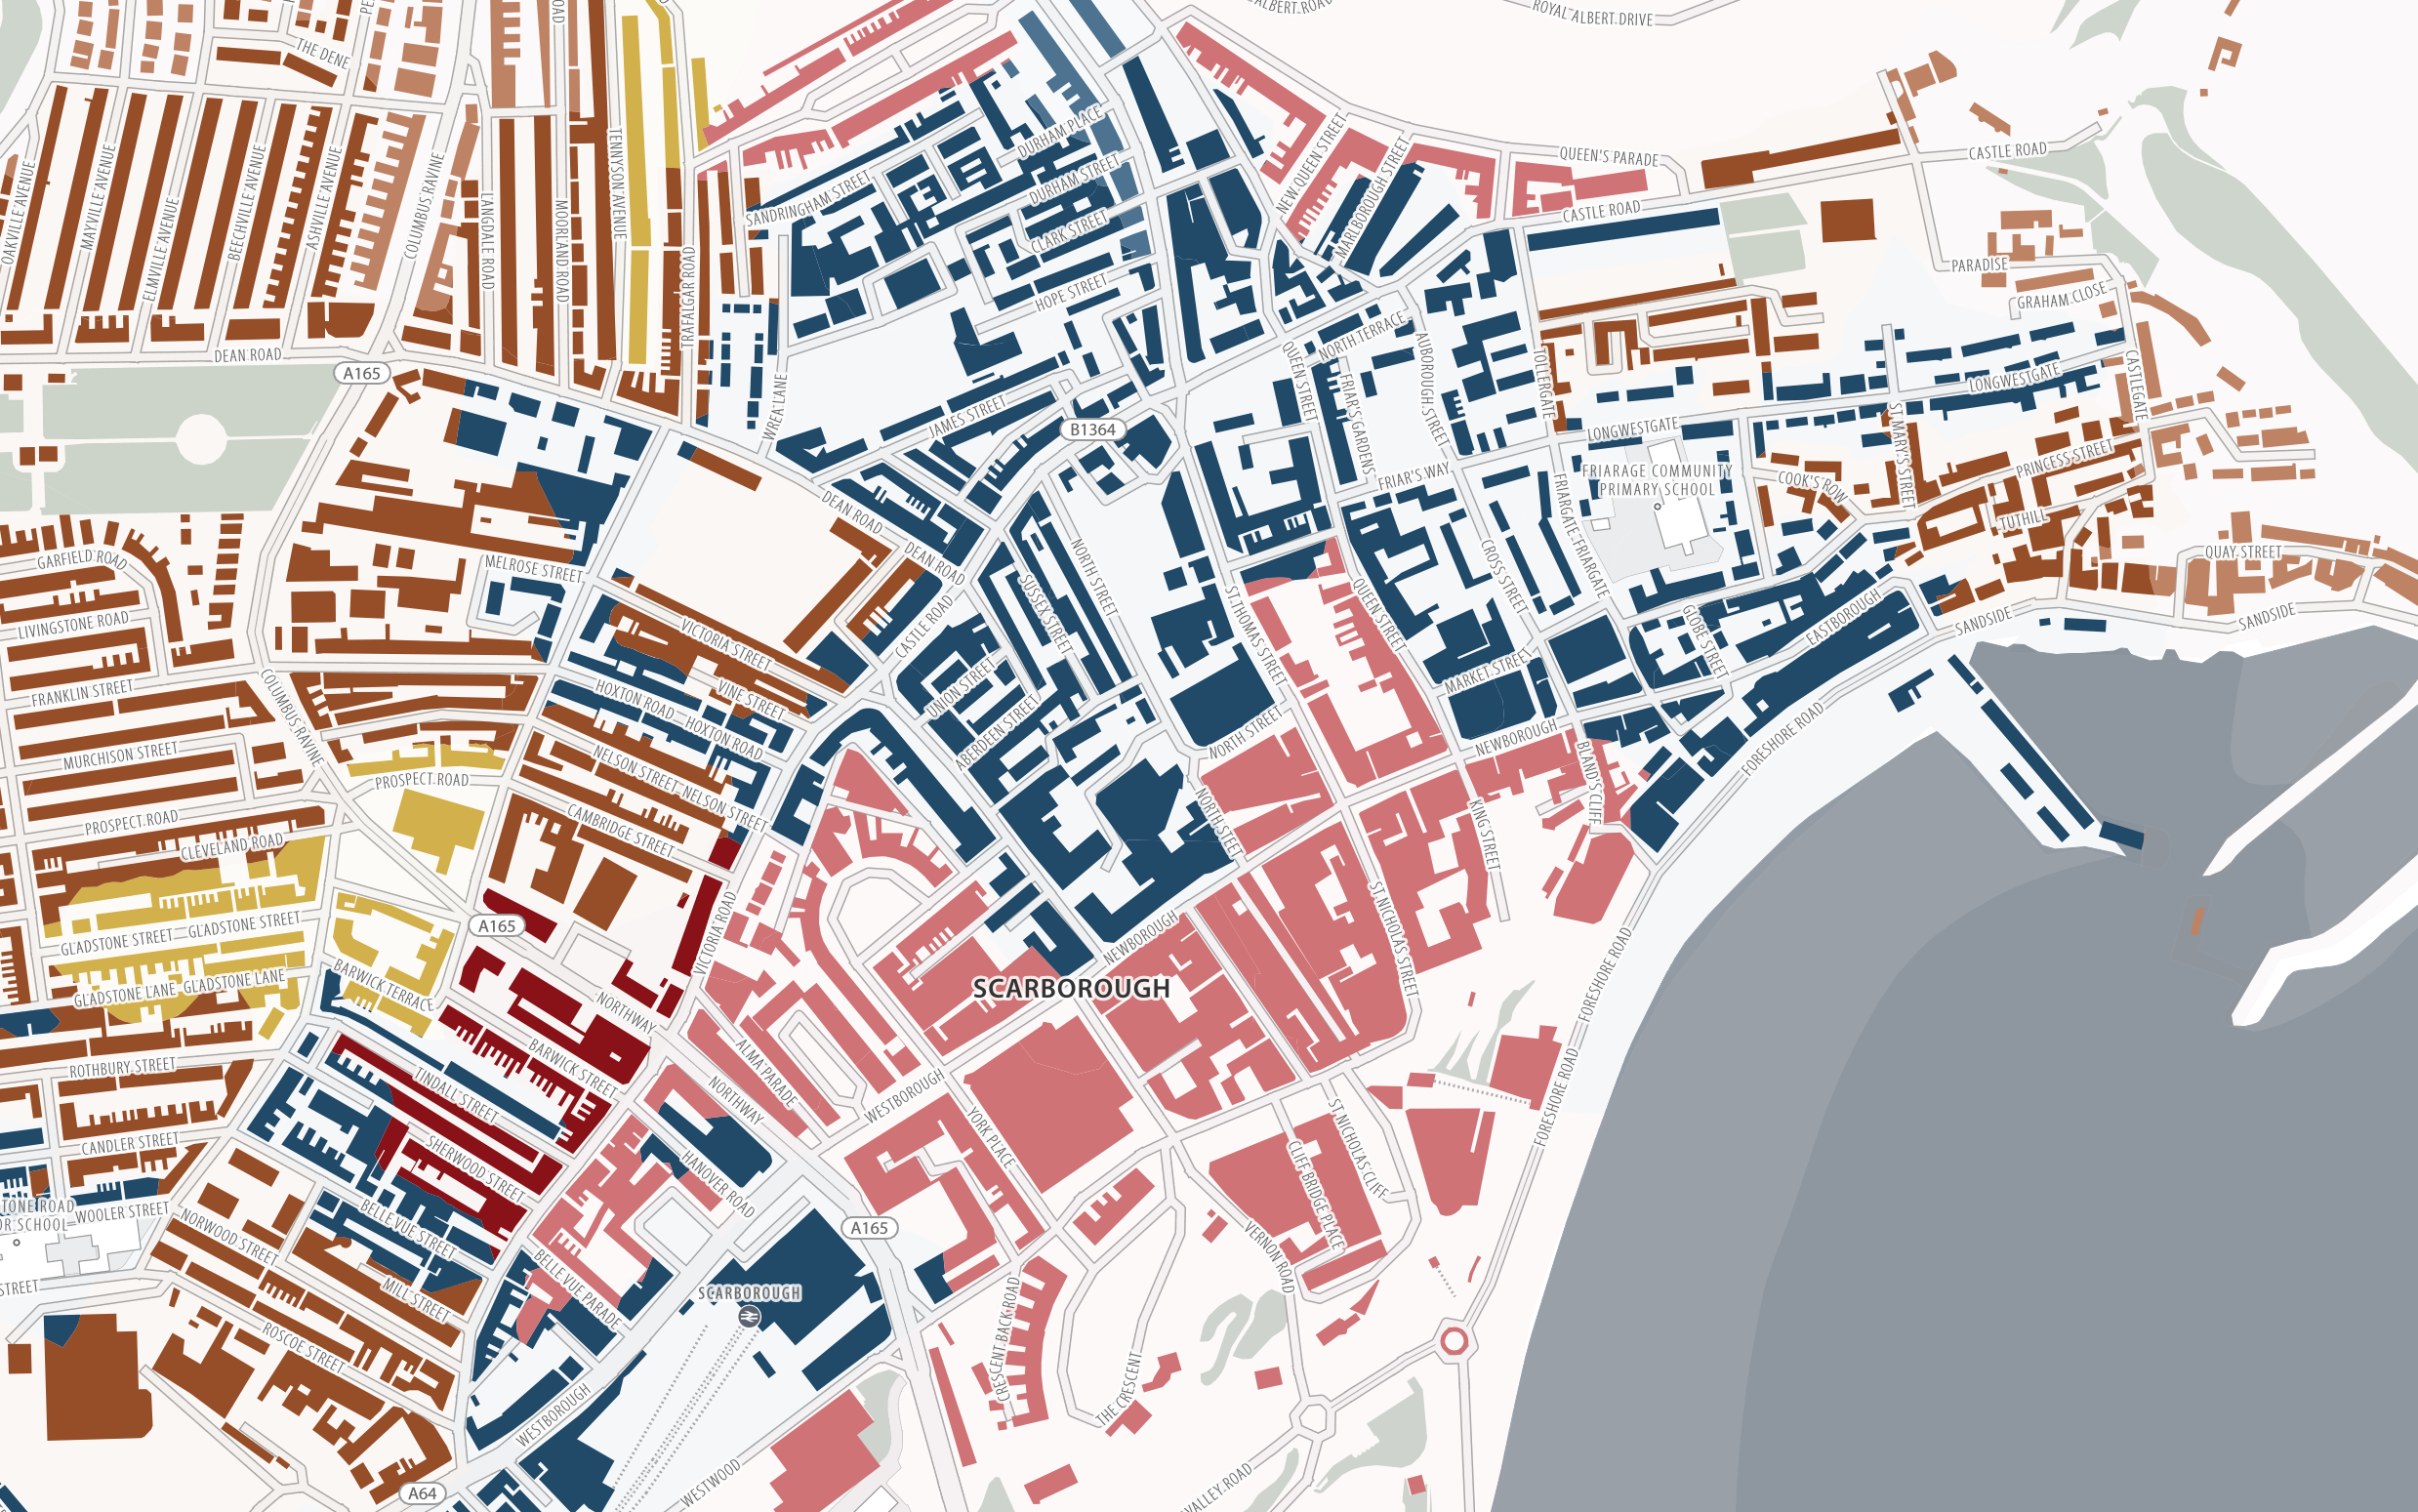 ALBERT ROAD
ROYAL ALBERT DRIVE
THE DENE
ROAD
DURHAM PLACE
NEW QUEEN STREET
QUEEN'S PARADE
CASTLE ROAD
OAKVILLE AVENUE
MAYVILLE AVENUE
ELMVILLE AVENUE
BEECHVILLE AVENUE
ASHVILLE AVENUE
COLUMBUS RAVINE
LANGDALE ROAD
MOORLAND ROAD
TENNYSON AVENUE
TRAFALGAR ROAD
SANDRINGHAM STREET
DURHAM STREET
CLARK STREET
HOPE STREET
MARLBOROUGH STREET
CASTLE ROAD
PARADISE
GRAHAM CLOSE
DEAN ROAD
A165
WREA LANE
JAMES STREET
B1364
QUEEN STREET
NORTH TERRACE
FRIAR'S GARDENS
AUBOROUGH STREET
TOLLERGATE
LONGWESTGATE
CASTLEGATE
LONGWESTGATE
ST MARY'S STREET
FRIARAGE COMMUNITY
PRIMARY SCHOOL
FRIAR'S WAY
COOK'S ROW
PRINCESS STREET
TUTHILL
QUAY STREET
DEAN ROAD
DEAN ROAD
GARFIELD ROAD
MELROSE STREET
LIVINGSTONE ROAD
FRANKLIN STREET
COLUMBUS RAVINE
MURCHISON STREET
VICTORIA STREET
VINE STREET
HOXTON ROAD
HOXTON ROAD
CASTLE ROAD
UNION STREET
ABERDEEN STREET
SUSSEX STREET
NORTH STREET
ST THOMAS STREET
QUEEN STREET
CROSS STREET
FRIARGATE
FRIARGATE
GLOBE STREET
EASTBOROUGH
SANDSIDE
SANDSIDE
MARKET STREET
NEWBOROUGH
BLAND'S CLIFF
FORESHORE ROAD
NORTH STREET
NORTH STREET
KING STREET
NELSON STREET
NELSON STREET
CAMBRIDGE STREET
PROSPECT ROAD
PROSPECT ROAD
CLEVELAND ROAD
GLADSTONE STREET
GLADSTONE STREET
GLADSTONE LANE
GLADSTONE LANE
A165
BARWICK TERRACE
VICTORIA ROAD
NORTHWAY
BARWICK STREET
SCARBOROUGH
NEWBOROUGH
ST NICHOLAS STREET
FORESHORE ROAD
FORESHORE ROAD
ROTHBURY STREET
TINDALL STREET
CANDLER STREET
SHERWOOD STREET
ALMA PARADE
NORTHWAY
WESTBOROUGH
YORK PLACE
HANOVER ROAD
ST NICHOLAS CLIFF
CLIFF BRIDGE PLACE
VERNON ROAD
WOOLER STREET
STONE ROAD
OR SCHOOL
STREET
NORWOOD STREET
BELLE VUE STREET
MILL STREET
BELLE VUE PARADE
ROSCOE STREET
A165
SCARBOROUGH
CRESCENT BACK ROAD
THE CRESCENT
WESTBOROUGH
WESTWOOD
VALLEY ROAD
A64